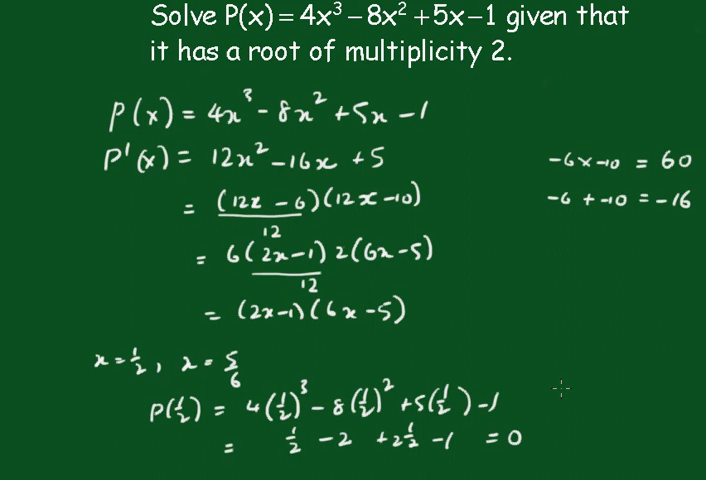 Solve P(x) = 4x³ – 8x² + 5x – 1 given that
it has a root of multiplicity 2.
P(x) = 4x³ - 8x² + 5x - 1
P'(x) = 12x² - 16x + 5
-6 x -10 = 60
= (12x - 6)(12x - 10)
-6 + -10 = -16
12
= 6(2x-1) 2(6x-5)
12
= (2x-1)(6x-5)
x = 1/2, x = 5/6
P(1/2) = 4(1/2)³ - 8(1/2)² + 5(1/2) - 1
= 1/2 - 2 + 2 1/2 - 1 = 0